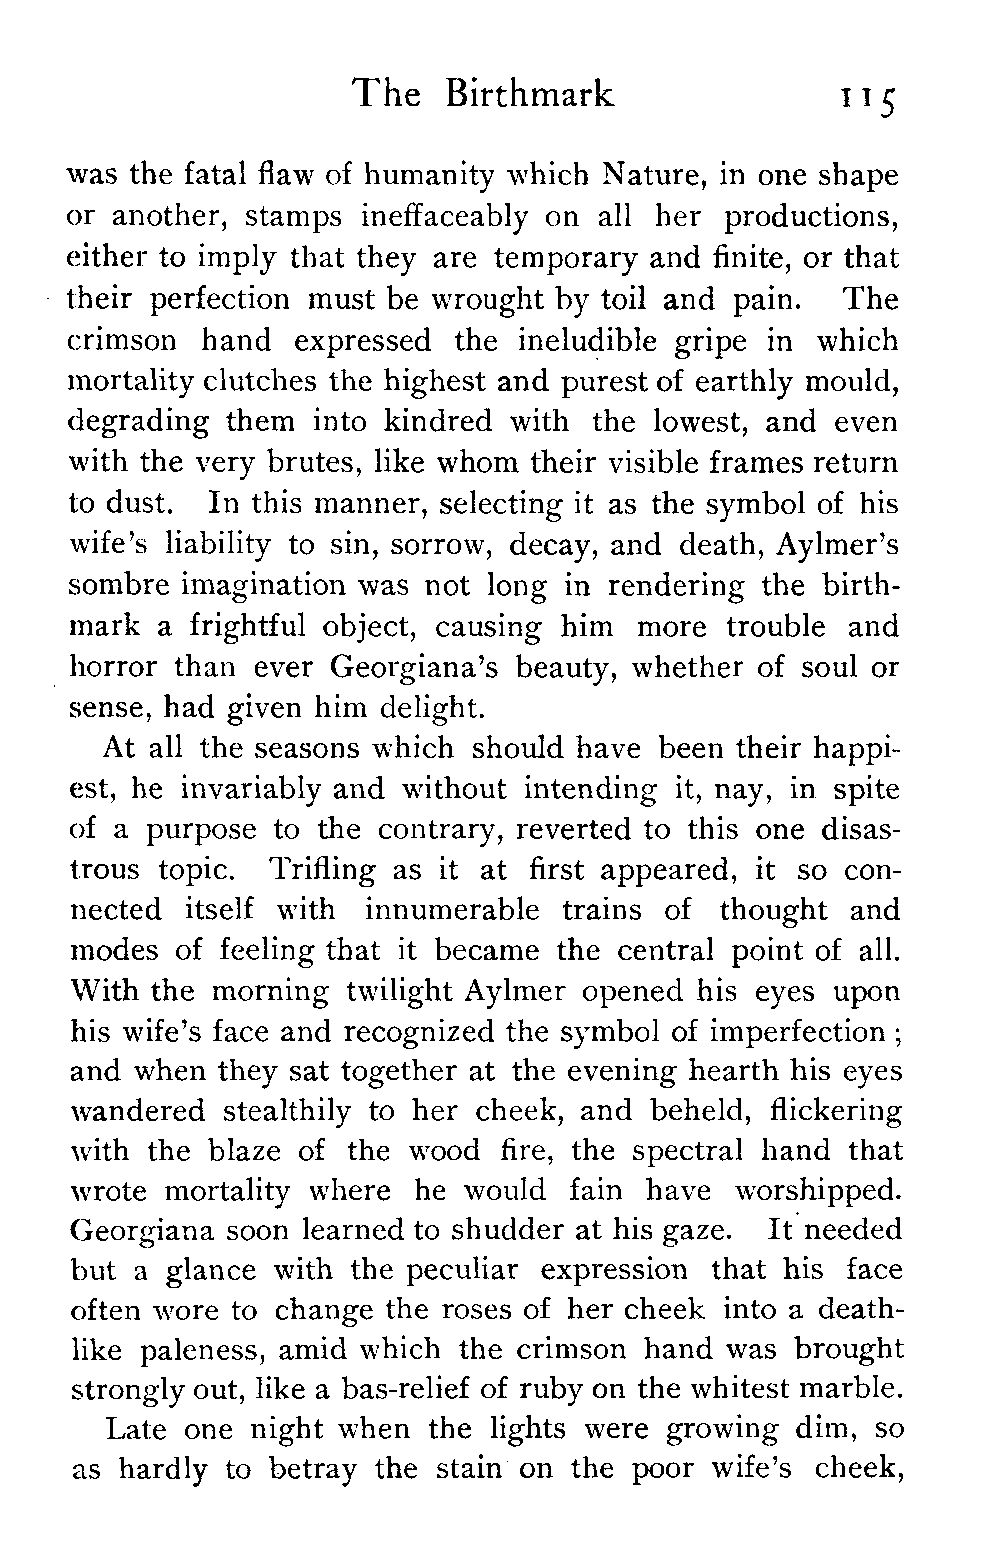 The Birthmark 115
was the fatal flaw of humanity which Nature, in one shape
or another, stamps ineffaceably on all her productions,
either to imply that they are temporary and finite, or that
their perfection must be wrought by toil and pain. The
crimson hand expressed the ineludible gripe in which
mortality clutches the highest and purest of earthly mould,
degrading them into kindred with the lowest, and even
with the very brutes, like whom their visible frames return
to dust. In this manner, selecting it as the symbol of his
wife's liability to sin, sorrow, decay, and death, Aylmer's
sombre imagination was not long in rendering the birth-
mark a frightful object, causing him more trouble and
horror than ever Georgiana's beauty, whether of soul or
sense, had given him delight.
At all the seasons which should have been their happi-
est, he invariably and without intending it, nay, in spite
of a purpose to the contrary, reverted to this one disas-
trous topic. Trifling as it at first appeared, it so con-
nected itself with innumerable trains of thought and
modes of feeling that it became the central point of all.
With the morning twilight Aylmer opened his eyes upon
his wife's face and recognized the symbol of imperfection ;
and when they sat together at the evening hearth his eyes
wandered stealthily to her cheek, and beheld, flickering
with the blaze of the wood fire, the spectral hand that
wrote mortality where he would fain have worshipped.
Georgiana soon learned to shudder at his gaze. It needed
but a glance with the peculiar expression that his face
often wore to change the roses of her cheek into a death-
like paleness, amid which the crimson hand was brought
strongly out, like a bas-relief of ruby on the whitest marble.
Late one night when the lights were growing dim, so
as hardly to betray the stain on the poor wife's cheek,